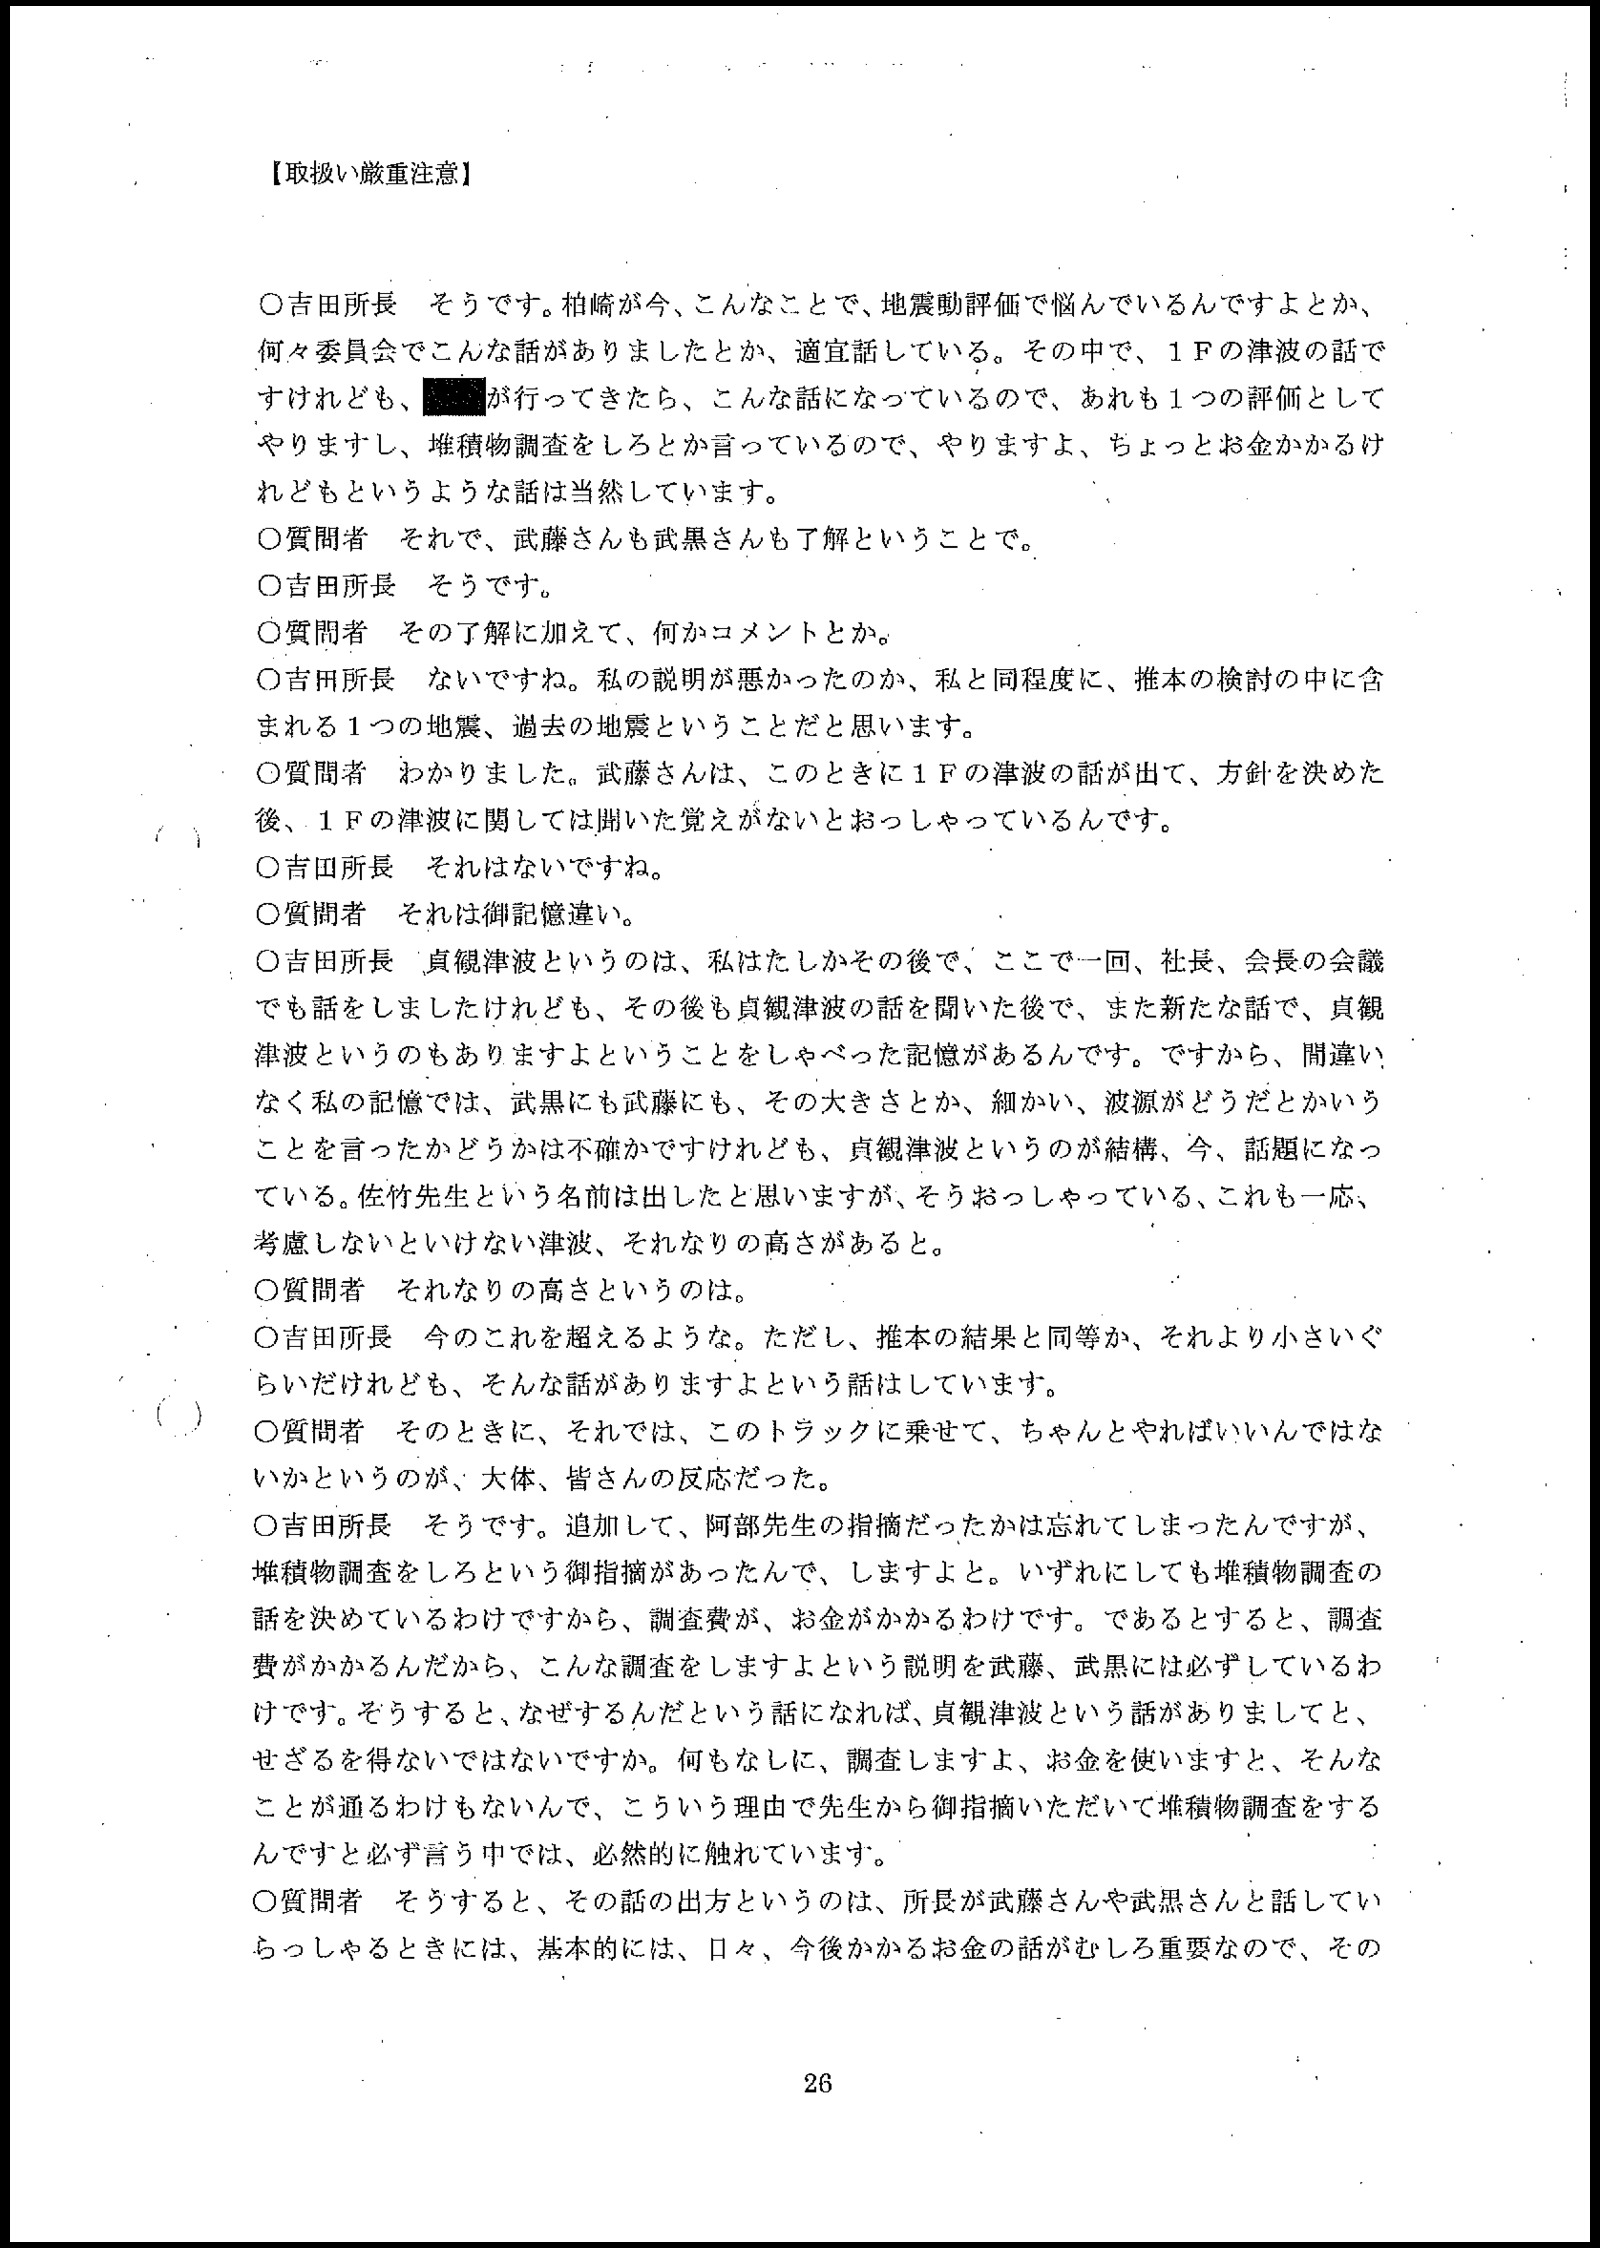 【取扱い厳重注意】
○吉田所長　そうです。柏崎が今、こんなことで、地震動評価で悩んでいるんですよとか、
何々委員会でこんな話がありましたとか、適宜話している。その中で、１Ｆの津波の話で
すけれども、が行ってきたら、こんな話になっているので、あれも１つの評価として
やりますし、堆積物調査をしろとか言っているので、やりますよ、ちょっとお金かかるけ
れどもというような話は当然しています。
○質問者　それで、武藤さんも武黒さんも了解ということで。
○吉田所長　そうです。
○質問者　その了解に加えて、何かコメントとか。
○吉田所長　ないですね。私の説明が悪かったのか、私と同程度に、推本の検討の中に含
まれる１つの地震、過去の地震ということだと思います。
○質問者　わかりました。武藤さんは、このときに１Ｆの津波の話が出て、方針を決めた
後、１Ｆの津波に関しては聞いた覚えがないとおっしゃっているんです。
○吉田所長　それはないですね。
○質問者　それは御記憶違い。
○吉田所長　貞観津波というのは、私はたしかその後で、ここで一回、社長、会長の会議
でも話をしましたけれども、その後も貞観津波の話を聞いた後で、また新たな話で、貞観
津波というのもありますよということをしゃべった記憶があるんです。ですから、間違い
なく私の記憶では、武黒にも武藤にも、その大きさとか、細かい、波源がどうだとかいう
ことを言ったかどうかは不確かですけれども、貞観津波というのが結構、今、話題になっ
ている。佐竹先生という名前は出したと思いますが、そうおっしゃっている、これも一応、
考慮しないといけない津波、それなりの高さがあると。
○質問者　それなりの高さというのは。
○吉田所長　今のこれを超えるような。ただし、推本の結果と同等か、それより小さいぐ
らいだけれども、そんな話がありますよという話はしています。
○質問者　そのときに、それでは、このトラックに乗せて、ちゃんとやればいいんではな
いかというのが、大体、皆さんの反応だった。
○吉田所長　そうです。追加して、阿部先生の指摘だったかは忘れてしまったんですが、
堆積物調査をしろという御指摘があったんで、しますよと。いずれにしても堆積物調査の
話を決めているわけですから、調査費が、お金がかかるわけです。であるとすると、調査
費がかかるんだから、こんな調査をしますよという説明を武藤、武黒には必ずしているわ
けです。そうすると、なぜするんだという話になれば、貞観津波という話がありましてと、
せざるを得ないではないですか。何もなしに、調査しますよ、お金を使いますと、そんな
ことが通るわけもないんで、こういう理由で先生から御指摘いただいて堆積物調査をする
んですと必ず言う中では、必然的に触れています。
○質問者　そうすると、その話の出方というのは、所長が武藤さんや武黒さんと話してい
らっしゃるときには、基本的には、日々、今後かかるお金の話がむしろ重要なので、その
26